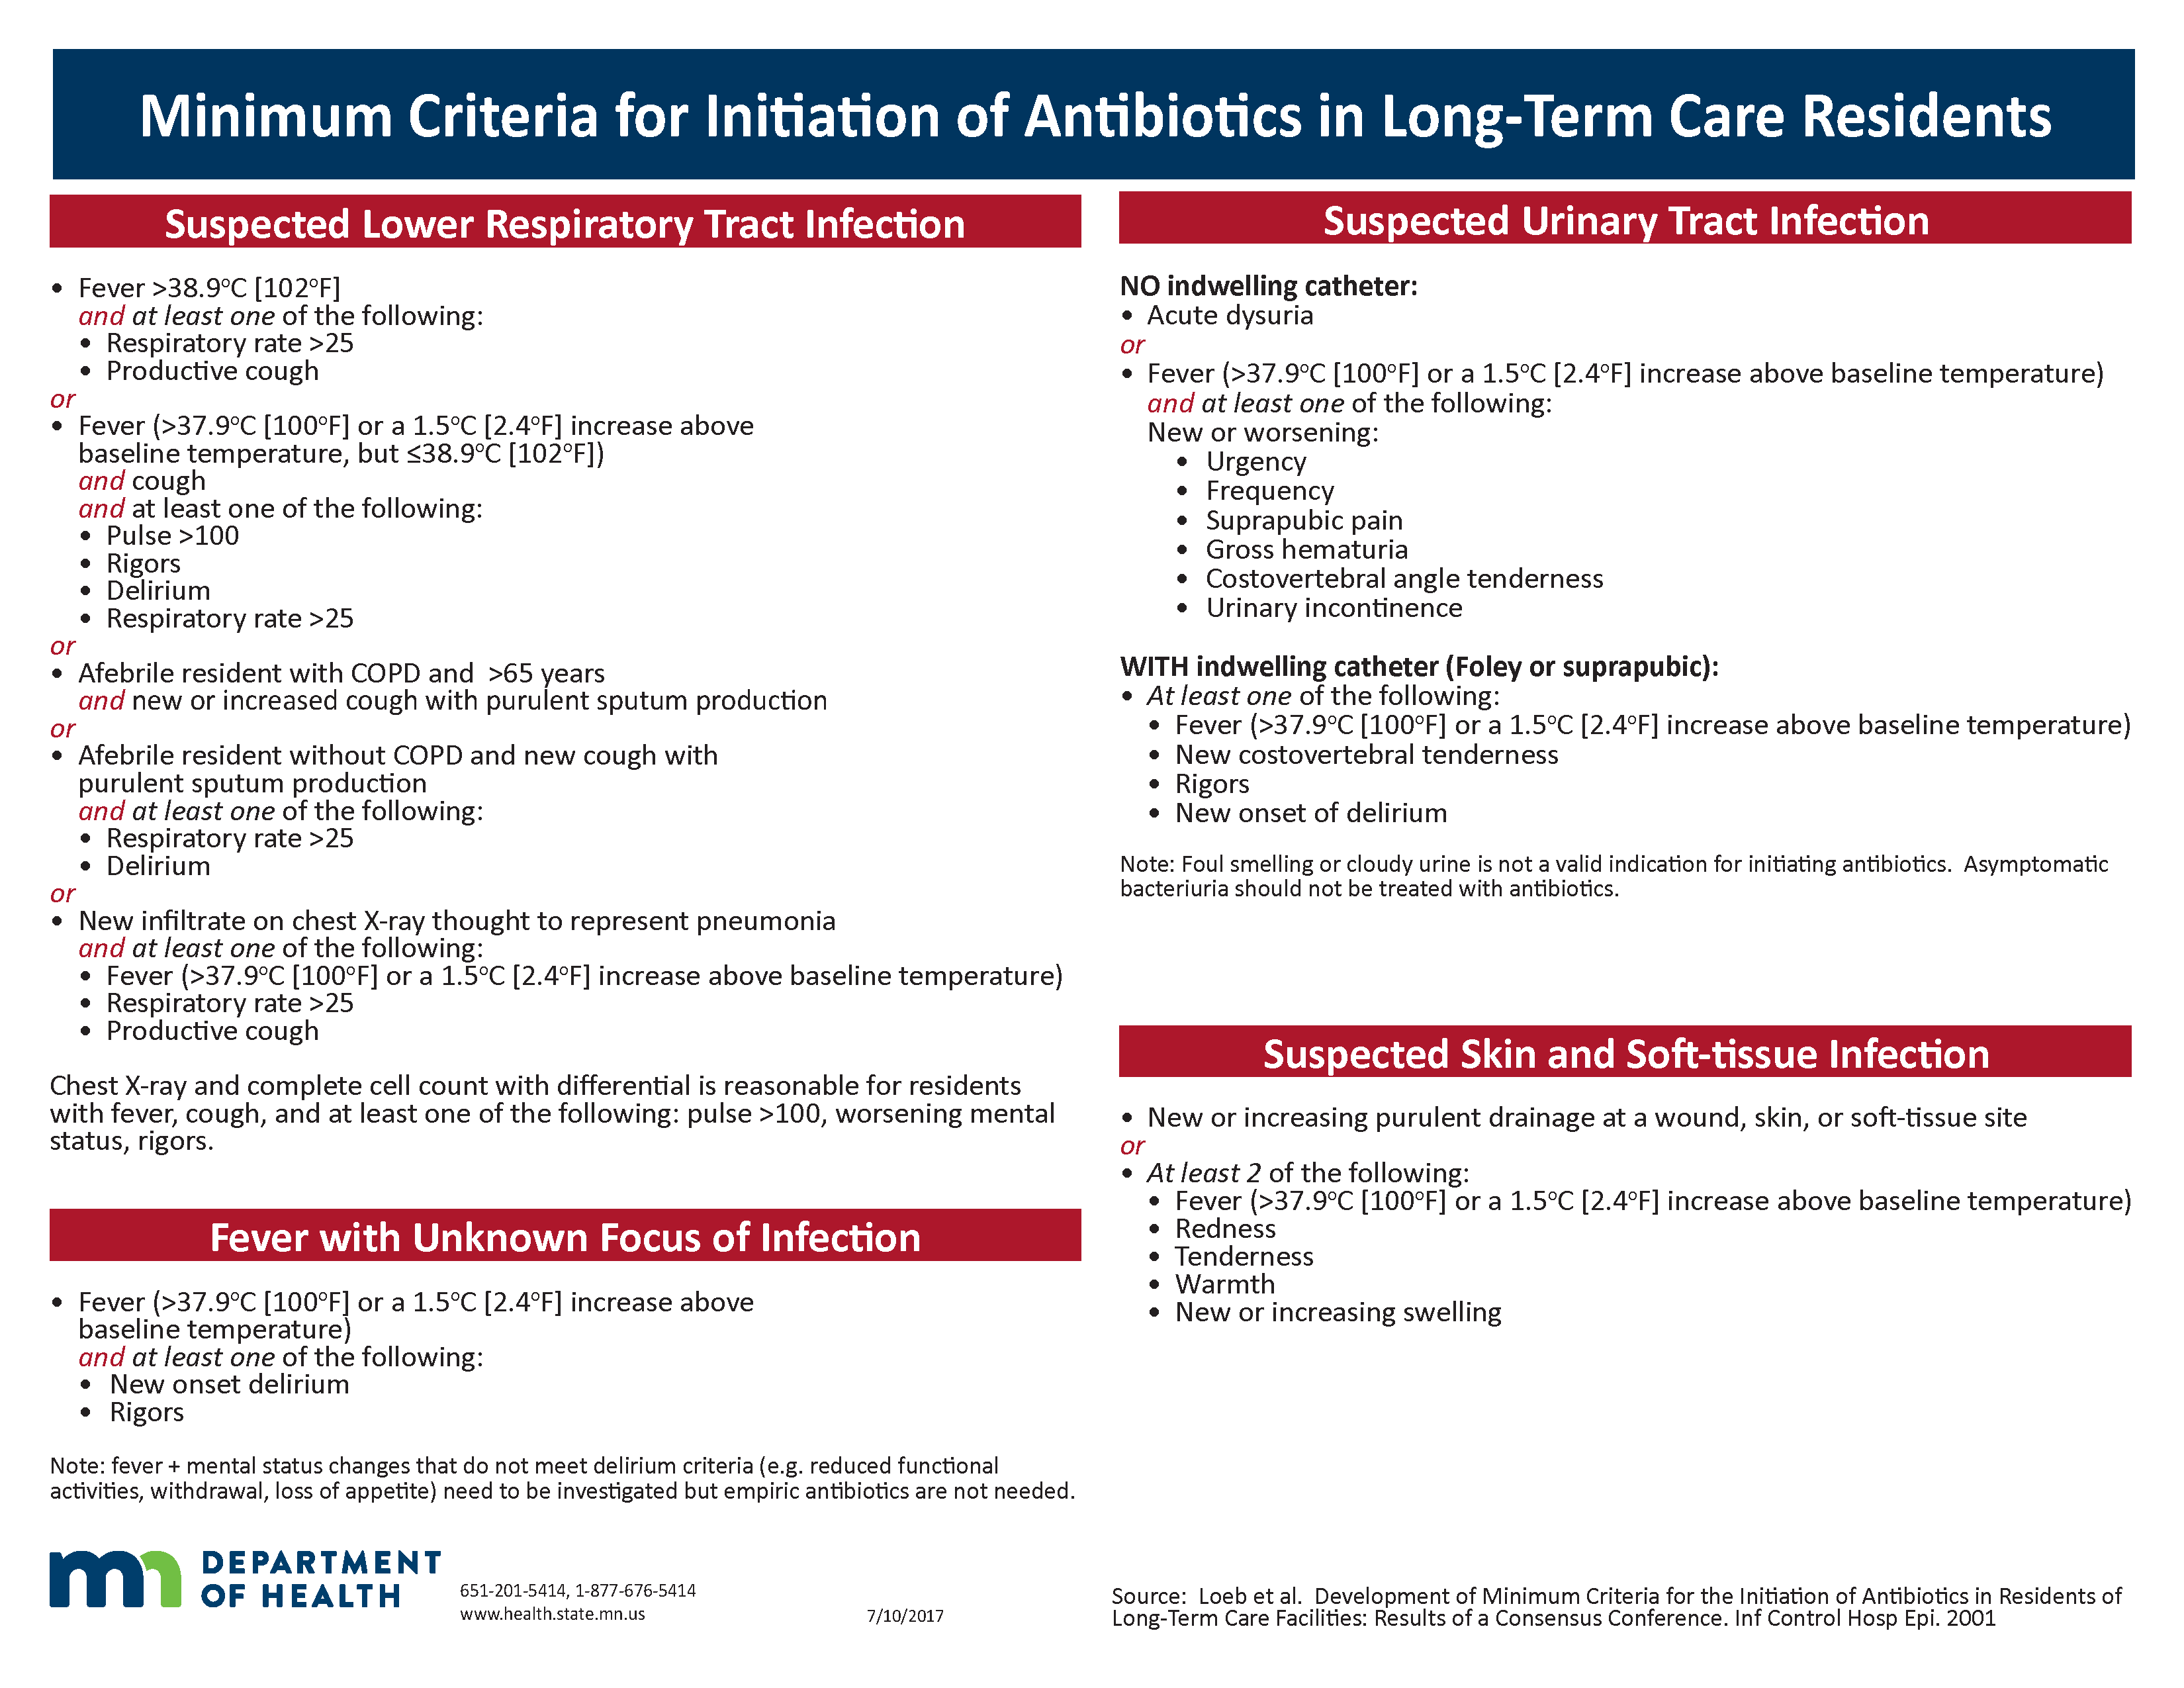 Minimum Criteria for Initiation of Antibiotics in Long-Term Care Residents
Suspected Lower Respiratory Tract Infection
• Fever >38.9°C [102°F]
and at least one of the following:
• Respiratory rate >25
• Productive cough
or
• Fever (>37.9°C [100°F] or a 1.5°C [2.4°F] increase above
baseline temperature, but ≤38.9°C [102°F])
and cough
and at least one of the following:
• Pulse >100
• Rigors
• Delirium
• Respiratory rate >25
or
• Afebrile resident with COPD and >65 years
and new or increased cough with purulent sputum production
or
• Afebrile resident without COPD and new cough with
purulent sputum production
and at least one of the following:
• Respiratory rate >25
• Delirium
or
• New infiltrate on chest X-ray thought to represent pneumonia
and at least one of the following:
• Fever (>37.9°C [100°F] or a 1.5°C [2.4°F] increase above baseline temperature)
• Respiratory rate >25
• Productive cough
Chest X-ray and complete cell count with differential is reasonable for residents
with fever, cough, and at least one of the following: pulse >100, worsening mental
status, rigors.
Fever with Unknown Focus of Infection
• Fever (>37.9°C [100°F] or a 1.5°C [2.4°F] increase above
baseline temperature)
and at least one of the following:
• New onset delirium
• Rigors
Note: fever + mental status changes that do not meet delirium criteria (e.g. reduced functional
activities, withdrawal, loss of appetite) need to be investigated but empiric antibiotics are not needed.
Suspected Urinary Tract Infection
NO indwelling catheter:
• Acute dysuria
or
• Fever (>37.9°C [100°F] or a 1.5°C [2.4°F] increase above baseline temperature)
and at least one of the following:
New or worsening:
• Urgency
• Frequency
• Suprapubic pain
• Gross hematuria
• Costovertebral angle tenderness
• Urinary incontinence
WITH indwelling catheter (Foley or suprapubic):
• At least one of the following:
• Fever (>37.9°C [100°F] or a 1.5°C [2.4°F] increase above baseline temperature)
• New costovertebral tenderness
• Rigors
• New onset of delirium
Note: Foul smelling or cloudy urine is not a valid indication for initiating antibiotics. Asymptomatic
bacteriuria should not be treated with antibiotics.
Suspected Skin and Soft-tissue Infection
• New or increasing purulent drainage at a wound, skin, or soft-tissue site
or
• At least 2 of the following:
• Fever (>37.9°C [100°F] or a 1.5°C [2.4°F] increase above baseline temperature)
• Redness
• Tenderness
• Warmth
• New or increasing swelling
mn DEPARTMENT
OF HEALTH
651-201-5414, 1-877-676-5414
www.health.state.mn.us
7/10/2017
Source: Loeb et al. Development of Minimum Criteria for the Initiation of Antibiotics in Residents of
Long-Term Care Facilities: Results of a Consensus Conference. Inf Control Hosp Epi. 2001